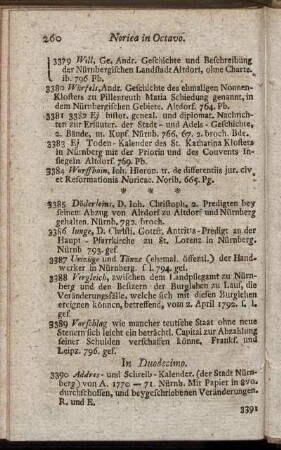 260 Norica in Octavo.
3379 Will, Ge. Andr. Geschichte und Beschreibung
der Nürnbergischen Landstadt Altdorf, ohne Charte.
ib. 796 Pb.
3380 Würfels, Andr. Geschichte des ehmaligen Nonnen-
Klosters zu Pillenreuth Maria Schiedung genannt, in
dem Nürnbergischen Gebiete. Altdorf 764. Pb.
3381 3382 Ej. histor. geneal. und diplomat. Nachrich-
ten zur Erläuter. der Stadt - und Adels - Geschichte,
2. Bände, m. Kupf. Nürnb. 766. 67. 2. broch. Bde.
3383 Ej. Toden-Kalender des St. Katharina Klosters
in Nürnberg mit der Priorin und des Convents In-
siegeln. Altdorf. 769. Pb.
3384 Wurffbain, Ioh. Hieron. tr. de differentiis jur. civ.
et Reformationis Noricae. Norib. 665. Pg.
3385 Döderleins, D. Ioh. Christoph, 2. Predigten bey
seinem Abzug von Altdorf zu Altdorf und Nürnberg
gehalten. Nürnb. 782. broch.
3386 Iunge, D. Christi. Gottfr. Antritts-Predigt an der
Haupt - Pfarrkirche zu St. Lorenz in Nürnberg.
Nürnb 793. gef.
3387 Umzüge und Tänze (ehemal. öffentl.) der Hand-
werker in Nürnberg. f. l. 794. gef.
3388 Vergleich, zwischen dem Landpflegamt zu Nürn-
berg und den Besizern der Burglehen zu Lauf, die
Veränderungsfälle, welche sich mit diesen Burglehen
ereignen können, betreffend, vom 2. April 1792. f. l.
gef.
3389 Vorschlag wie mancher teutsche Staat ohne neue
Steuern sich leicht ein beträchtl. Capital zur Abzahlung
seiner Schulden verschaffen könne, Frankf. und
Leipz. 796. gef.
In Duodecimo.
3390 Addres- und Schreib-Kalender. (der Stadt Nürn-
berg) von A. 1770 — 71. Nürnb. Mit Papier in 8vo.
durchschossen, und beygeschriebenen Veränderungen.
R. und E.
3391